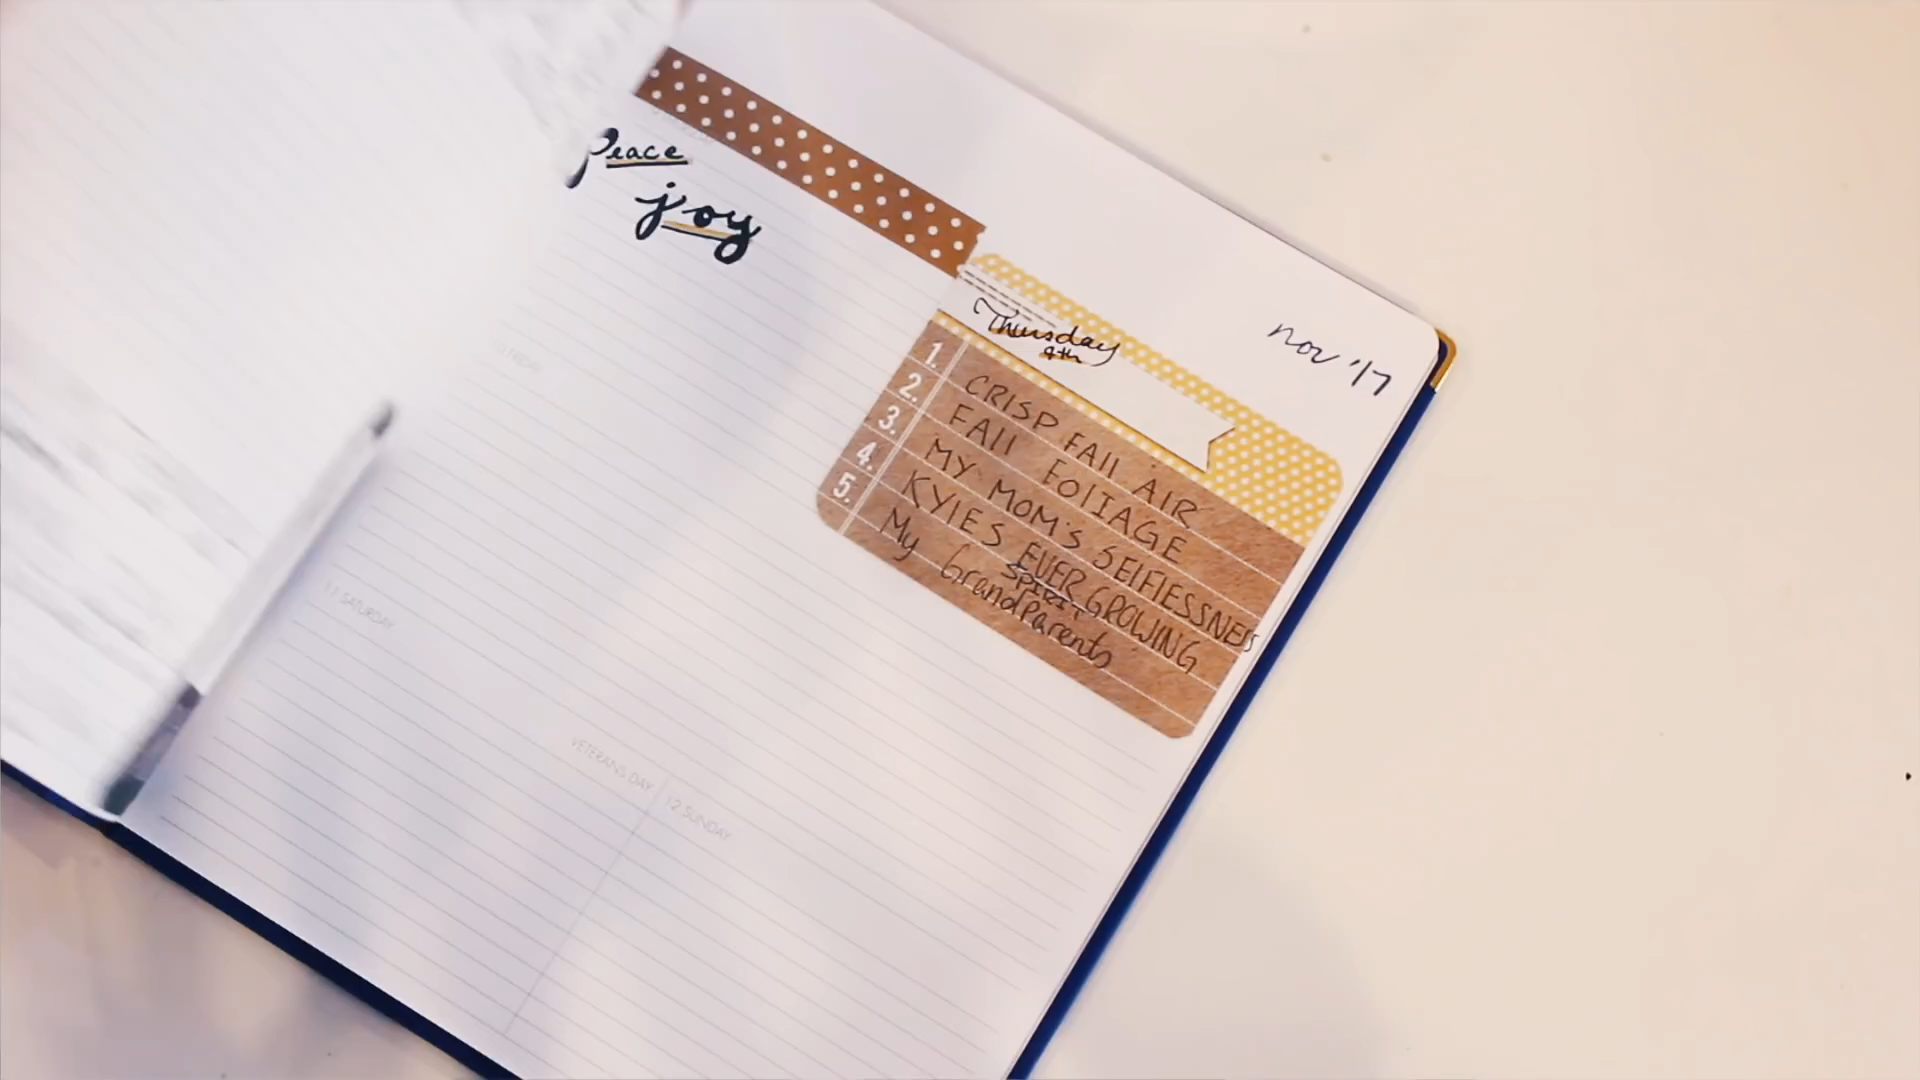 Peace
joy
nov '17
Thursday
9th
1. CRISP FAll AIR
2. FAll FOlIAGE
3. MY MOM'S SElFlESSNESS
4. KYlES EVER GROWING
SPIRIT
5. My GrandParents
11 SATURDAY
VETERANS DAY
12 SUNDAY